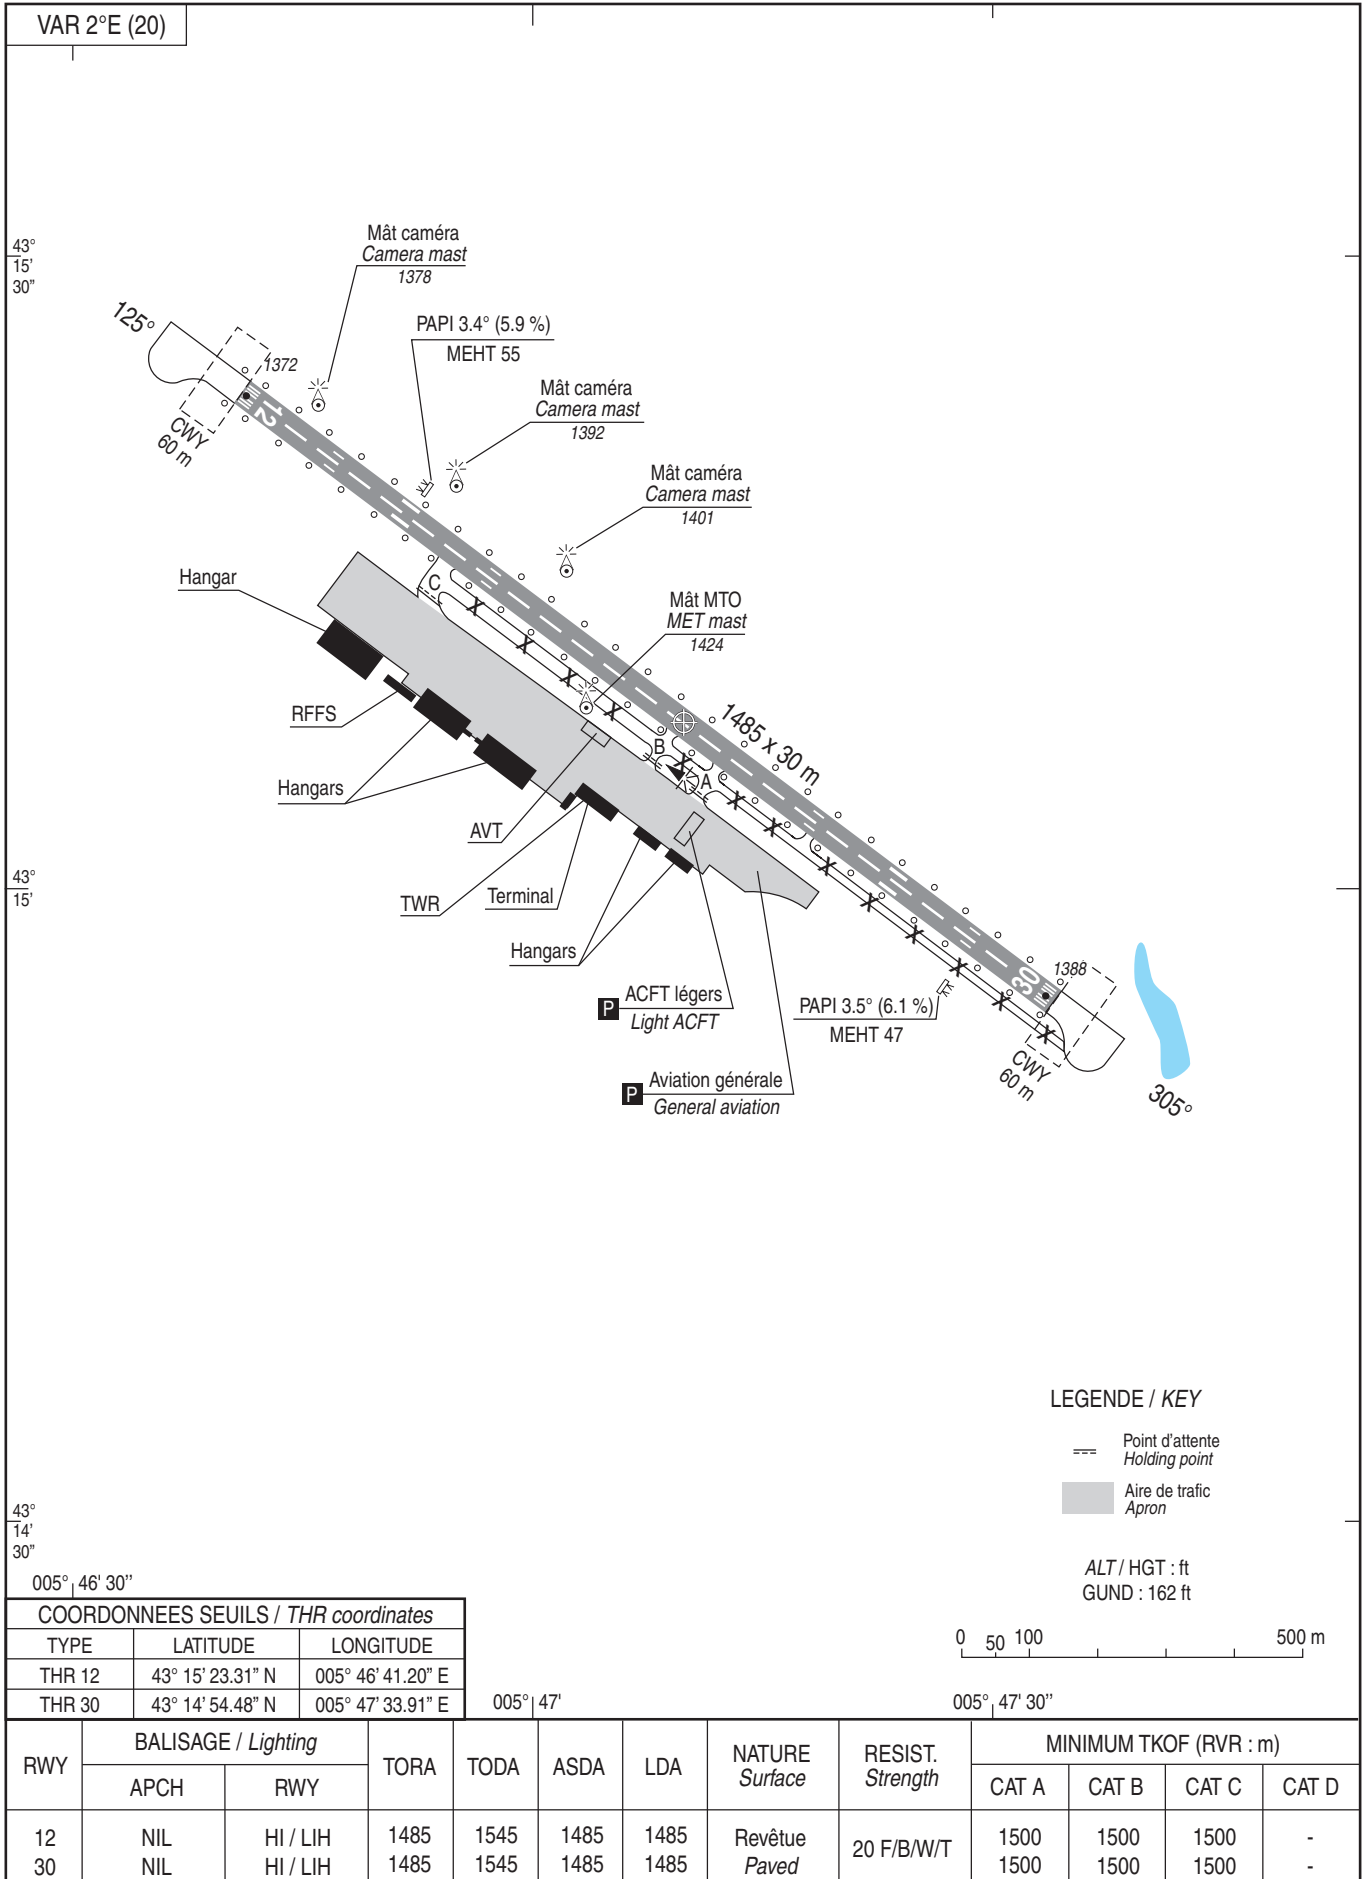 VAR 2°E (20)
43°
15'
30"
Mât caméra
Camera mast
1378
125°
PAPI 3.4° (5.9 %)
MEHT 55
1372
Mât caméra
Camera mast
1392
12
CWY
60 m
Mât caméra
Camera mast
1401
Hangar
C
Mât MTO
MET mast
1424
RFFS
1485 x 30 m
B
A
Hangars
AVT
43°
15'
TWR
Terminal
Hangars
30
1388
P
ACFT légers
Light ACFT
PAPI 3.5° (6.1 %)
MEHT 47
CWY
60 m
P
Aviation générale
General aviation
305°
LEGENDE / KEY
Point d'attente
Holding point
Aire de trafic
Apron
43°
14'
30"
ALT / HGT : ft
GUND : 162 ft
005° 46' 30"
0 50 100 500 m
COORDONNEES SEUILS / THR coordinates
TYPE LATITUDE LONGITUDE
THR 12 43° 15' 23.31" N 005° 46' 41.20" E
THR 30 43° 14' 54.48" N 005° 47' 33.91" E
005° 47'
005° 47' 30"
RWY BALISAGE / Lighting TORA TODA ASDA LDA NATURE Surface RESIST. Strength MINIMUM TKOF (RVR : m)
APCH RWY CAT A CAT B CAT C CAT D
12 NIL HI / LIH 1485 1545 1485 1485 Revêtue 20 F/B/W/T 1500 1500 1500 -
30 NIL HI / LIH 1485 1545 1485 1485 Paved 1500 1500 1500 -